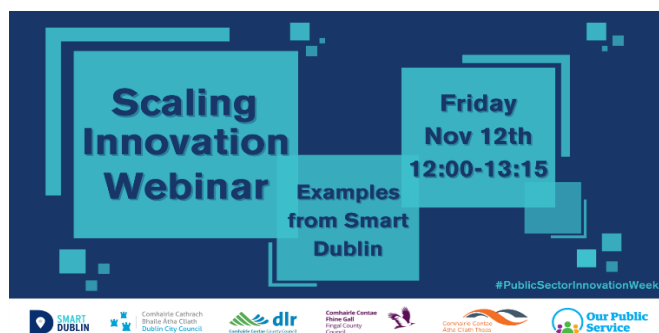 Scaling
Innovation
Webinar
Examples
from Smart
Dublin
Friday
Nov 12th
12:00-13:15
#PublicSectorInnovationWeek
SMART
DUBLIN
Comhairle Cathrach
Bhaile Átha Cliath
Dublin City Council
dlr
Comhairle Contae
Fhine Gall
Fingal County
Council
Comhairle Contae
Átha Cliath Theas
Our Public
Service